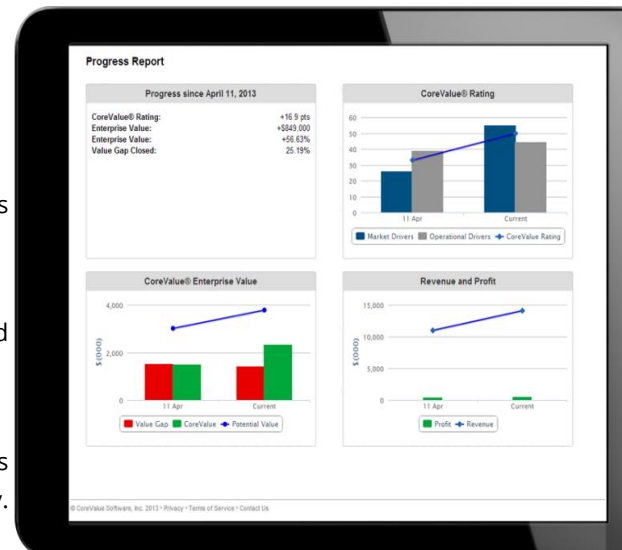 s
d
s
y.
Progress Report
Progress since April 11, 2013
CoreValue® Rating: +16.9 pts
Enterprise Value: +$849,000
Enterprise Value: +56.63%
Value Gap Closed: 25.19%
CoreValue® Rating
60
50
40
30
20
10
0
11 Apr Current
Market Drivers Operational Drivers CoreValue Rating
CoreValue® Enterprise Value
$(000)
4,000
2,000
0
11 Apr Current
Value Gap CoreValue Potential Value
Revenue and Profit
$(000)
15,000
10,000
5,000
0
11 Apr Current
Profit Revenue
© CoreValue Software, Inc. 2013 • Privacy • Terms of Service • Contact Us